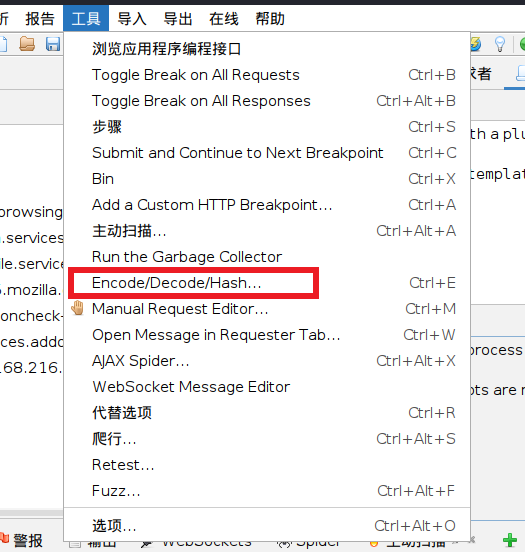 析 报告 工具 导入 导出 在线 帮助
浏览应用程序编程接口
Toggle Break on All Requests Ctrl+B
Toggle Break on All Responses Ctrl+Alt+B
步骤 Ctrl+S
Submit and Continue to Next Breakpoint Ctrl+C
Bin Ctrl+X
Add a Custom HTTP Breakpoint... Ctrl+A
主动扫描... Ctrl+Alt+A
Run the Garbage Collector
Encode/Decode/Hash... Ctrl+E
Manual Request Editor... Ctrl+M
Open Message in Requester Tab... Ctrl+W
AJAX Spider... Ctrl+Alt+X
WebSocket Message Editor
代替选项 Ctrl+R
爬行... Ctrl+Alt+S
Retest...
Fuzz... Ctrl+Alt+F
选项... Ctrl+Alt+O
求者
th a plu
templat
rowsing
.services
le.service
.mozilla.
oncheck-
ces.addo
68.216.
process
ots are r
警报 输出 WebSockets Spider 主动扫描